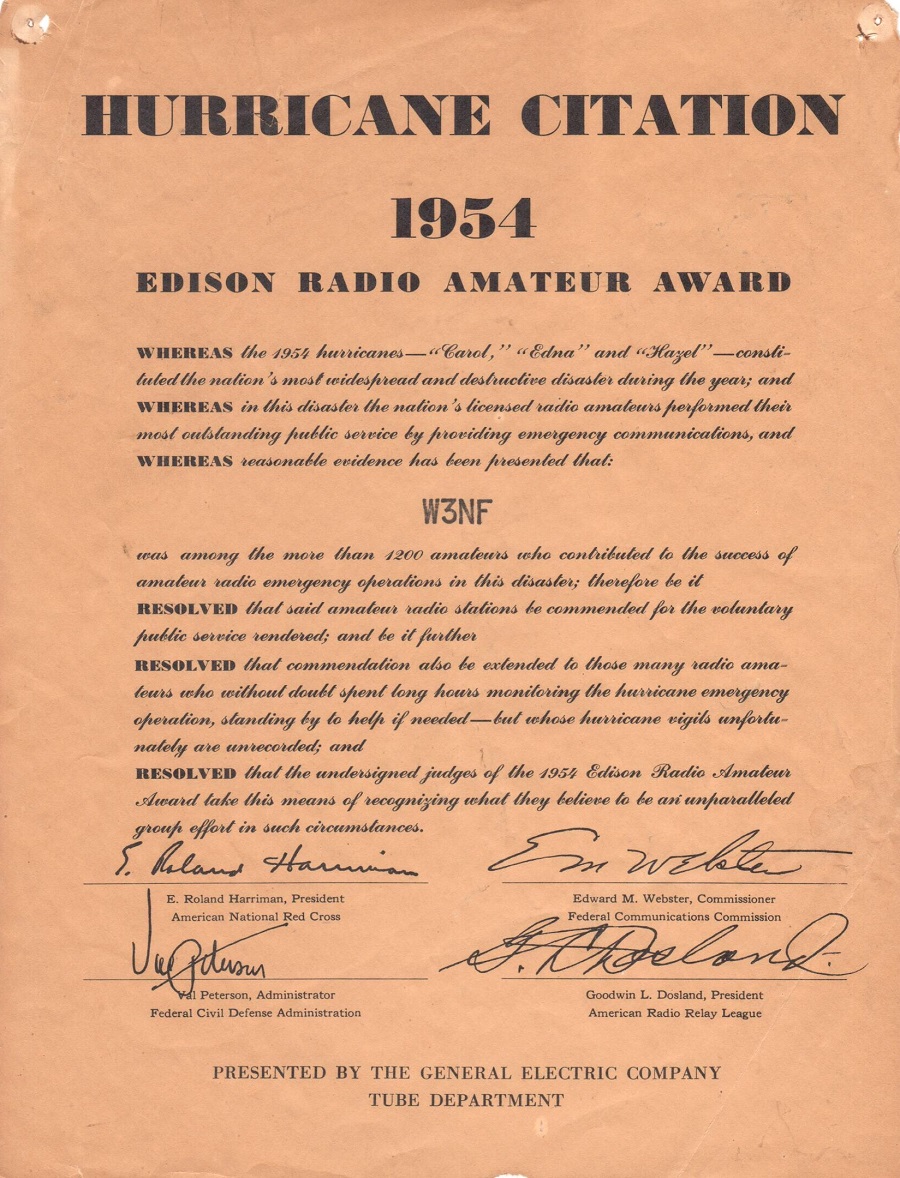 HURRICANE CITATION
1954
EDISON RADIO AMATEUR AWARD
WHEREAS the 1954 hurricanes—“Carol,” “Edna” and “Hazel”—consti-
tuted the nation's most widespread and destructive disaster during the year; and
WHEREAS in this disaster the nation's licensed radio amateurs performed their
most outstanding public service by providing emergency communications, and
WHEREAS reasonable evidence has been presented that:
W3NF
was among the more than 1200 amateurs who contributed to the success of
amateur radio emergency operations in this disaster; therefore be it
RESOLVED that said amateur radio stations be commended for the voluntary
public service rendered; and be it further
RESOLVED that commendation also be extended to those many radio ama-
teurs who without doubt spent long hours monitoring the hurricane emergency
operation, standing by to help if needed—but whose hurricane vigils unfortu-
nately are unrecorded; and
RESOLVED that the undersigned judges of the 1954 Edison Radio Amateur
Award take this means of recognizing what they believe to be an unparalleled
group effort in such circumstances.
E. Roland Harriman
E. Roland Harriman, President
American National Red Cross
E M Webster
Edward M. Webster, Commissioner
Federal Communications Commission
Val Peterson
Val Peterson, Administrator
Federal Civil Defense Administration
G. L. Dosland
Goodwin L. Dosland, President
American Radio Relay League
PRESENTED BY THE GENERAL ELECTRIC COMPANY
TUBE DEPARTMENT